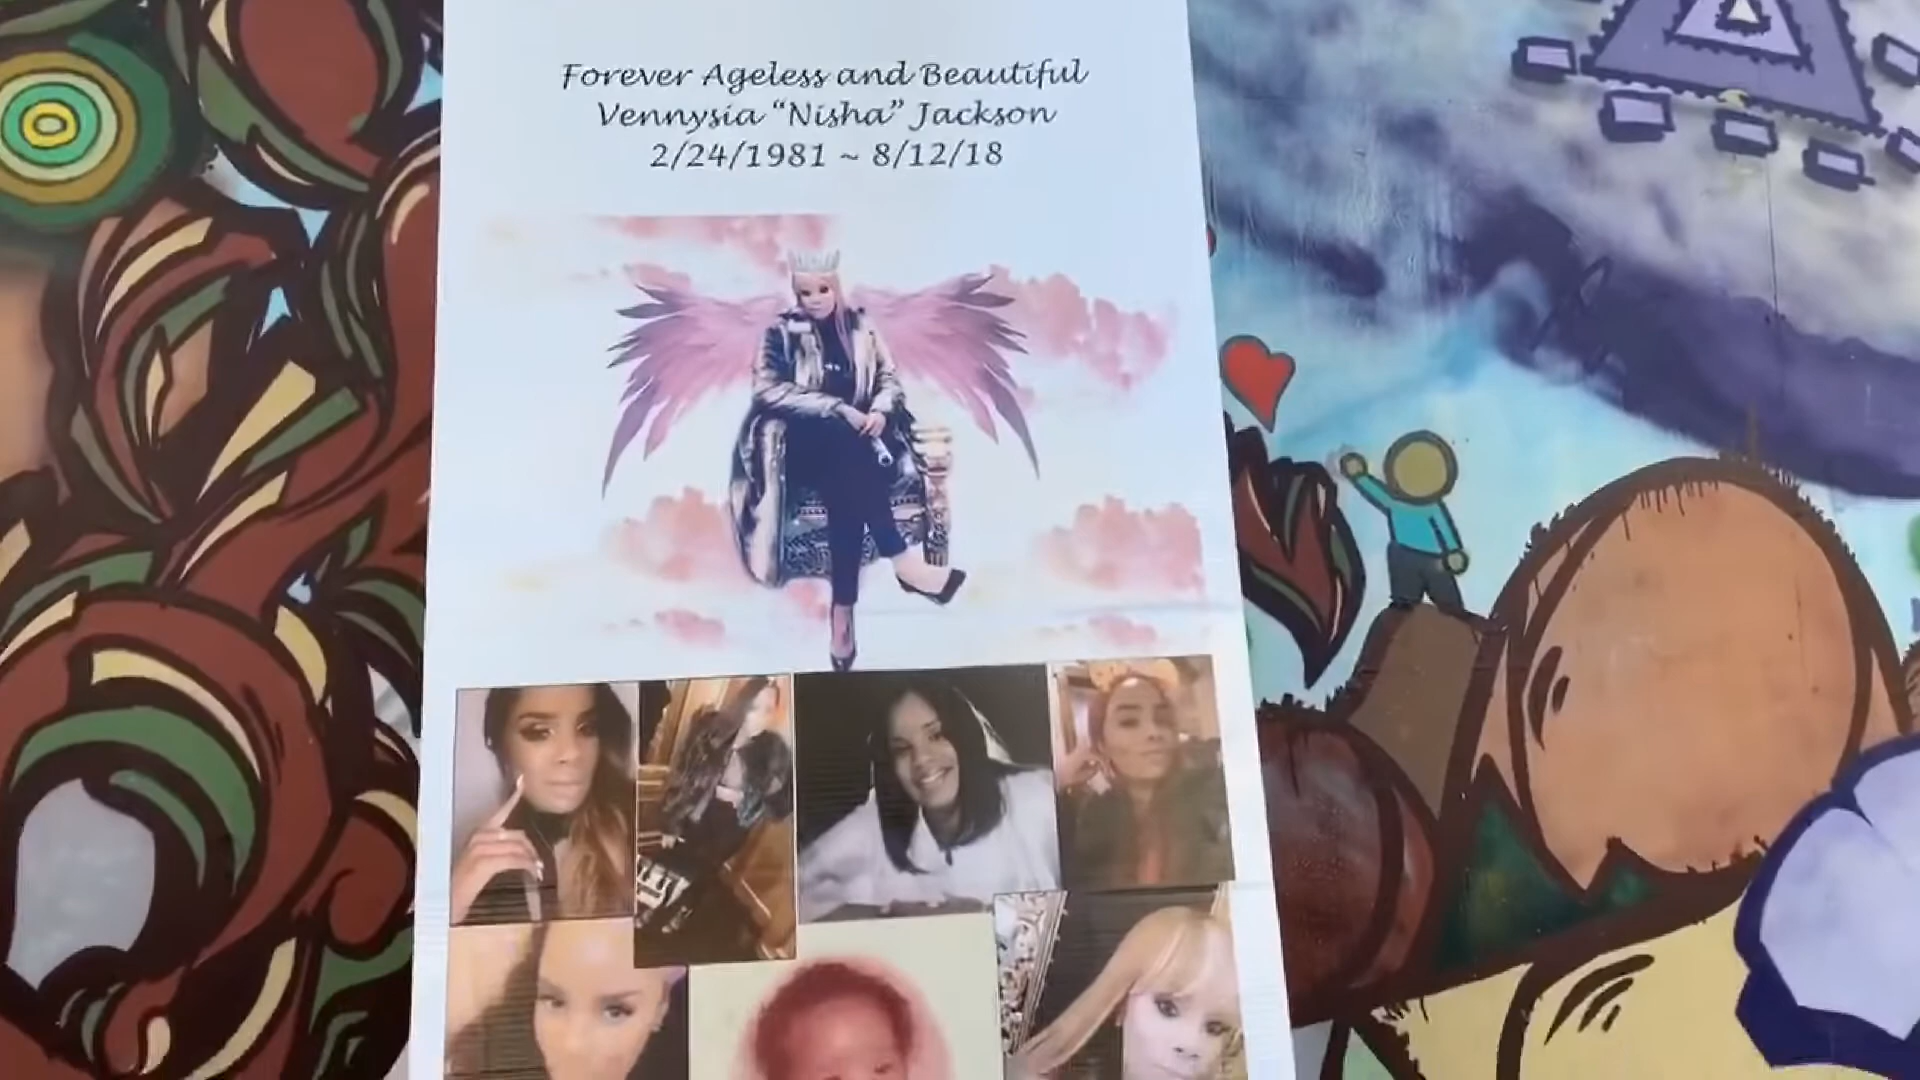 Forever Ageless and Beautiful
Vennysia “Nisha” Jackson
2/24/1981 ~ 8/12/18